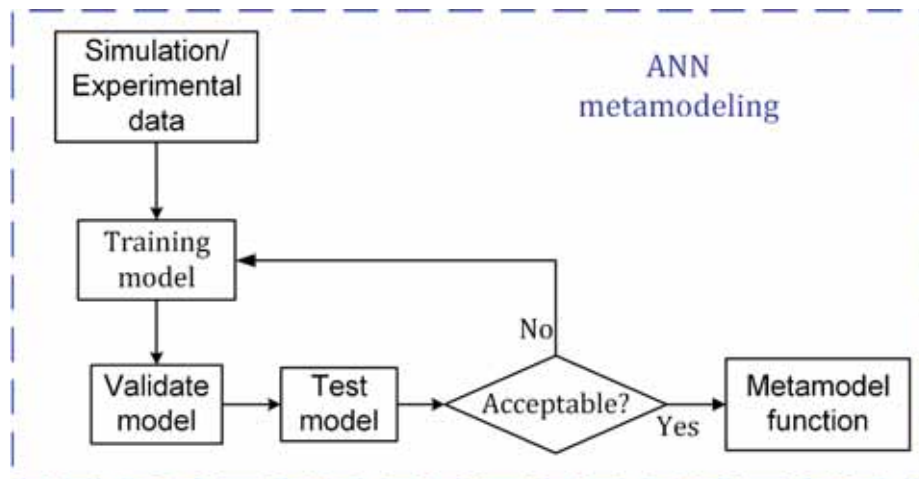 Simulation/
Experimental
data
ANN
metamodeling
Training
model
No
Validate
model
Test
model
Acceptable?
Yes
Metamodel
function